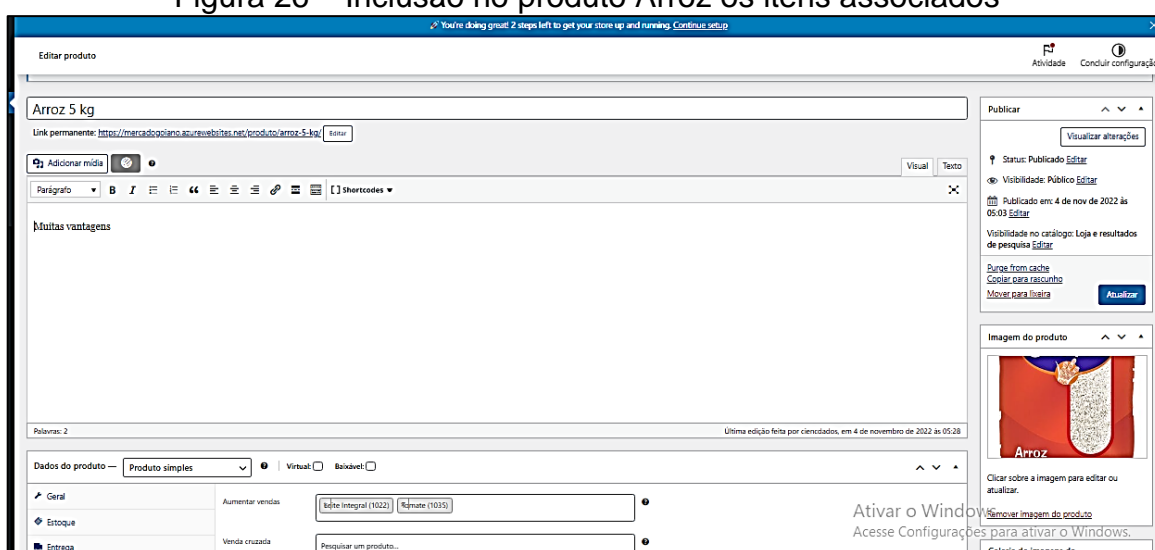 Figura 26 – Inclusão no produto Arroz os itens associados
You're doing great! 2 steps left to get your store up and running. Continue setup
Editar produto
Atividade
Concluir configuração
Arroz 5 kg
Link permanente: https://mercadogoiano.azurewebsites.net/produto/arroz-5-kg/ Editar
Adicionar mídia
Visual Texto
Parágrafo B I [ ] Shortcodes
Muitas vantagens
Palavras: 2
Última edição feita por ciencdados, em 4 de novembro de 2022 às 05:28
Dados do produto — Produto simples Virtual: Baixável:
Geral
Estoque
Entrega
Aumentar vendas
Leite Integral (1022) Tomate (1035)
Venda cruzada
Pesquisar um produto...
Publicar
Visualizar alterações
Status: Publicado Editar
Visibilidade: Público Editar
Publicado em: 4 de nov de 2022 às
05:03 Editar
Visibilidade no catálogo: Loja e resultados
de pesquisa Editar
Purge from cache
Copiar para rascunho
Mover para lixeira
Atualizar
Imagem do produto
Arroz
Clicar sobre a imagem para editar ou
atualizar.
Remover imagem do produto
Ativar o Windows
Acesse Configurações para ativar o Windows.